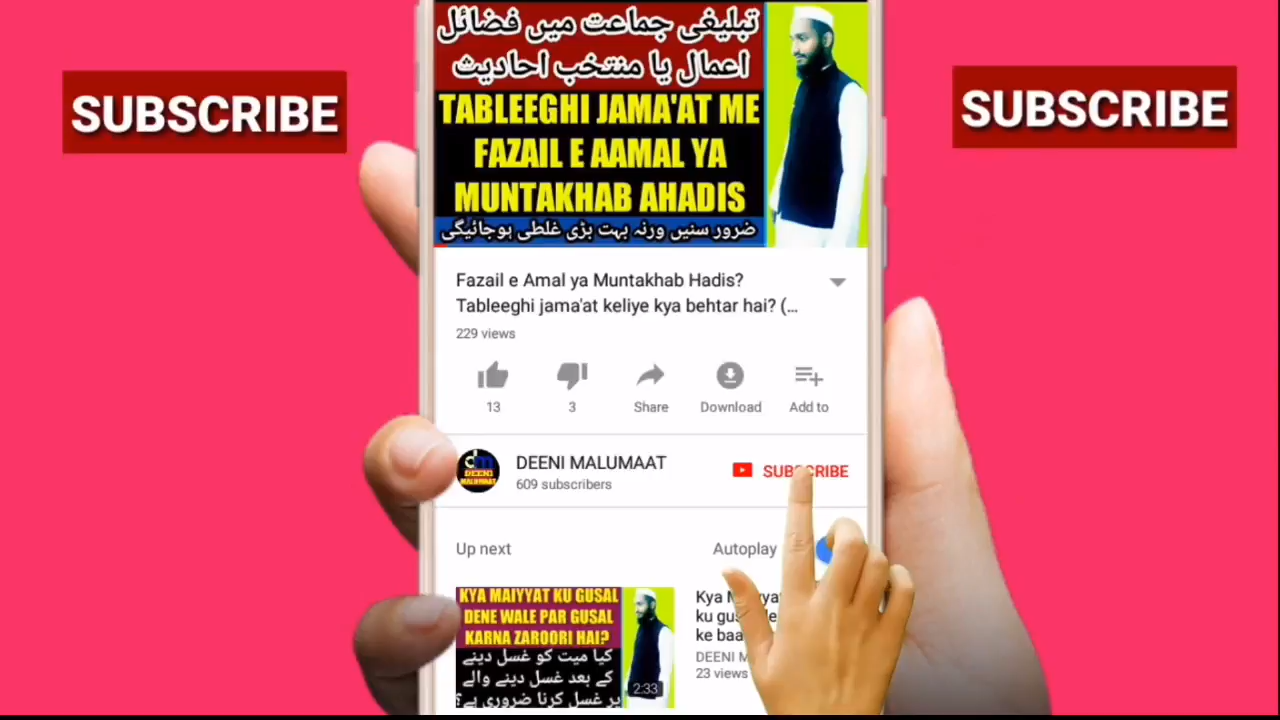 تبلیغی جماعت میں فضائل
اعمال یا منتخب احادیث
TABLEEGHI JAMA'AT ME
FAZAIL E AAMAL YA
MUNTAKHAB AHADIS
ضرور سنیں ورنہ بہت بڑی غلطی ہوجائیگی
SUBSCRIBE
SUBSCRIBE
Fazail e Amal ya Muntakhab Hadis?
Tableeghi jama'at keliye kya behtar hai? (...
229 views
13
3
Share
Download
Add to
dm
DEENI
MALUMAAT
DEENI MALUMAAT
609 subscribers
SUBSCRIBE
Up next
Autoplay
KYA MAIYYAT KU GUSAL
DENE WALE PAR GUSAL
KARNA ZAROORI HAI?
کیا میت کو غسل دینے
کے بعد غسل دینے والے
پر غسل کرنا ضروری ہے؟
2:33
Kya
ku
ke
DEENI
23 views